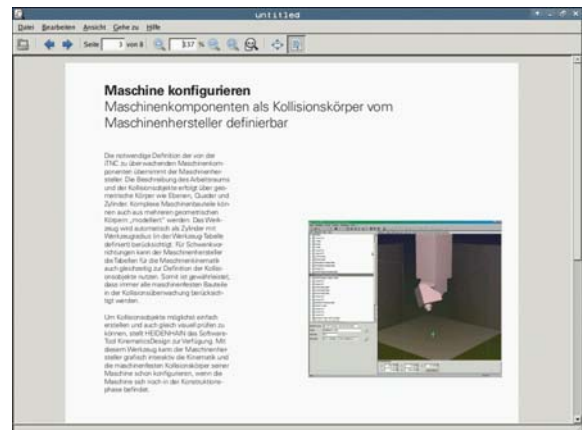 untitled
Datei Bearbeiten Ansicht Gehe zu Hilfe
Seite 3 von 8 137 %
Maschine konfigurieren
Maschinenkomponenten als Kollisionskörper vom
Maschinenhersteller definierbar
Die notwendige Definition der von der
iTNC zu überwachenden Maschinenkom-
ponenten übernimmt der Maschinenher-
steller. Die Beschreibung des Arbeitsraums
und der Kollisionsobjekte erfolgt über geo-
metrische Körper wie Ebenen, Quader und
Zylinder. Komplexe Maschinenbauteile kön-
nen auch aus mehreren geometrischen
Körpern „modelliert" werden. Das Werk-
zeug wird automatisch als Zylinder mit
Werkzeugradius (in der Werkzeug-Tabelle
definiert) berücksichtigt. Für Schwenkvor-
richtungen kann der Maschinenhersteller
die Tabellen für die Maschinenkinematik
auch gleichzeitig zur Definition der Kolli-
onsobjekte nutzen. Somit ist gewährleistet,
dass immer alle maschinenfesten Bauteile
in der Kollisionsüberwachung berücksich-
tigt werden.
Um Kollisionsobjekte möglichst einfach
erstellen und auch gleich visuell prüfen zu
können, stellt HEIDENHAIN das Software-
Tool KinematicsDesign zur Verfügung. Mit
diesem Werkzeug kann der Maschinenher-
steller grafisch interaktiv die Kinematik und
die maschinenfesten Kollisionskörper seiner
Maschine schon konfigurieren, wenn die
Maschine sich noch in der Konstruktions-
phase befindet.